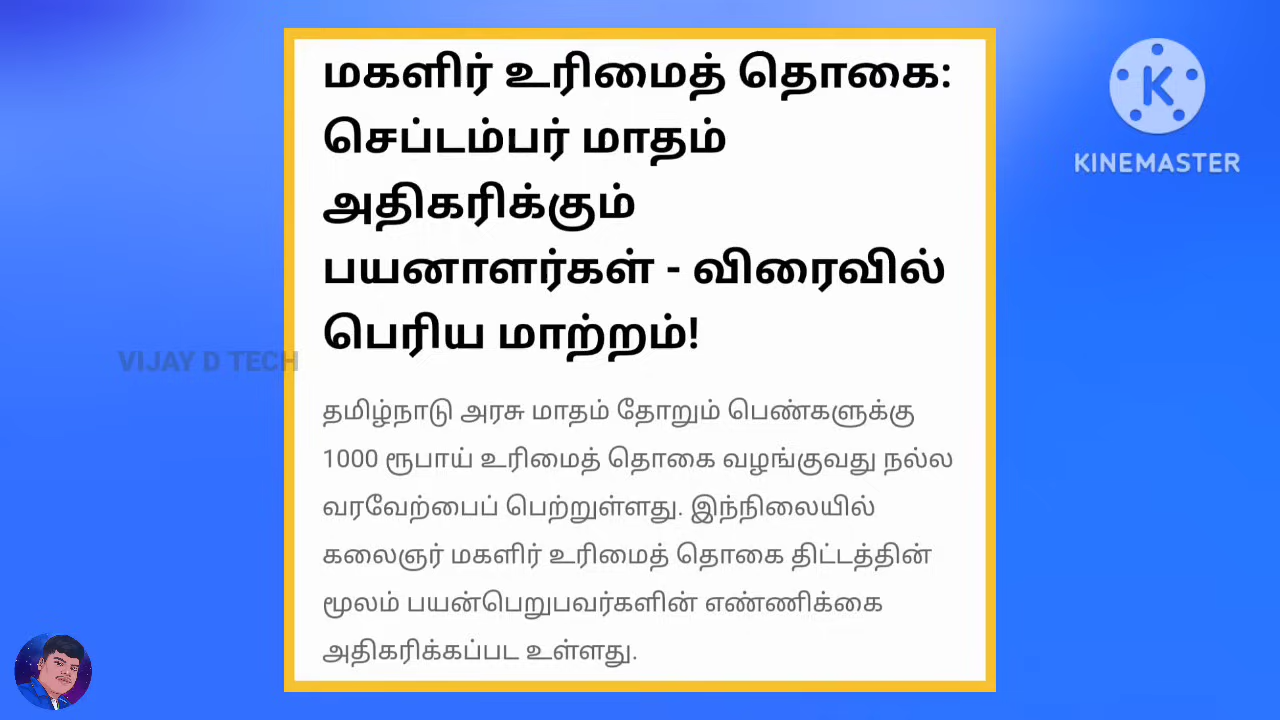 மகளிர் உரிமைத் தொகை:
செப்டம்பர் மாதம்
அதிகரிக்கும்
பயனாளர்கள் - விரைவில்
பெரிய மாற்றம்!
தமிழ்நாடு அரசு மாதம் தோறும் பெண்களுக்கு
1000 ரூபாய் உரிமைத் தொகை வழங்குவது நல்ல
வரவேற்பைப் பெற்றுள்ளது. இந்நிலையில்
கலைஞர் மகளிர் உரிமைத் தொகை திட்டத்தின்
மூலம் பயன்பெறுபவர்களின் எண்ணிக்கை
அதிகரிக்கப்பட உள்ளது.
VIJAY D TECH
K
KINEMASTER